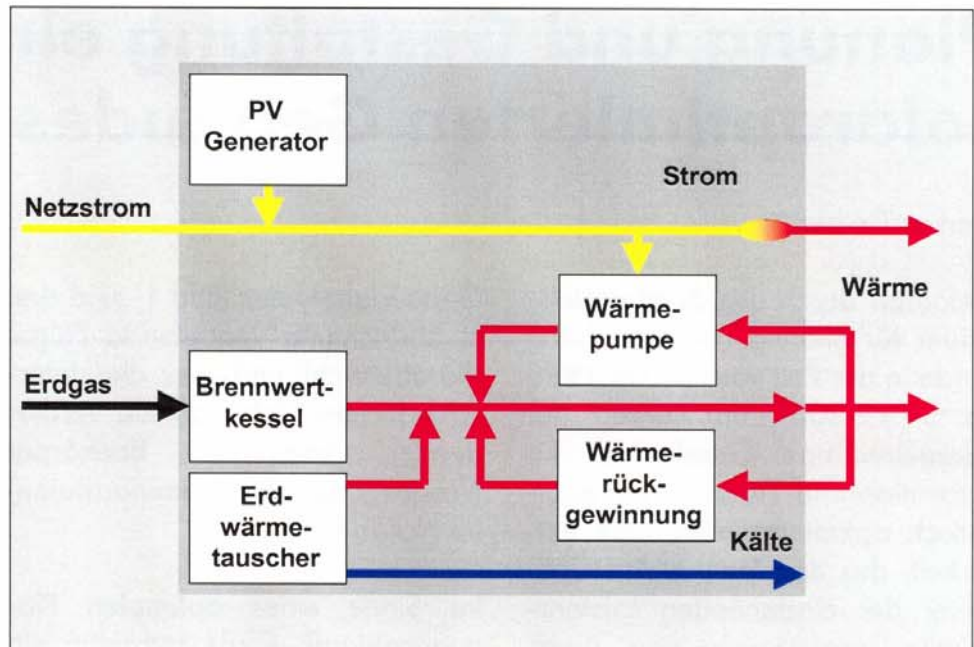 PV
Generator
Strom
Netzstrom
Wärme
Wärme-
pumpe
Erdgas
Brennwert-
kessel
Wärme-
rück-
gewinnung
Erd-
wärme-
tauscher
Kälte